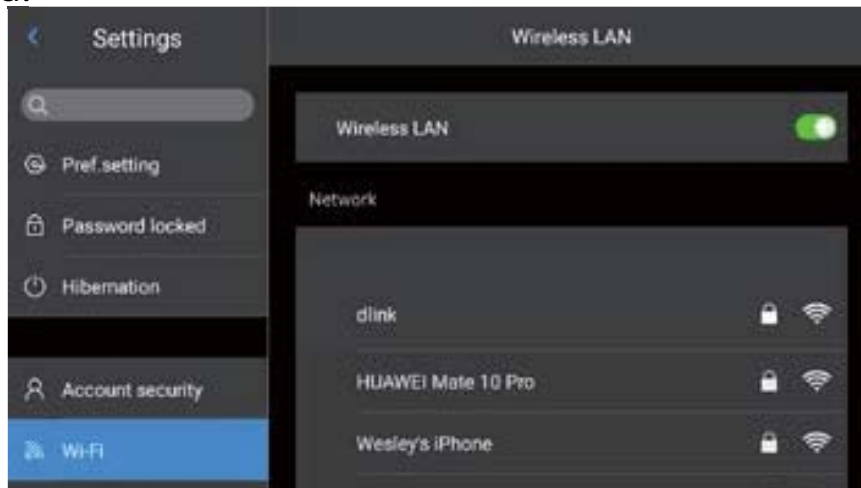 Settings
Wireless LAN
Wireless LAN
Pref.setting
Network
Password locked
Hibernation
dlink
HUAWEI Mate 10 Pro
Account security
Wesley's iPhone
Wi-Fi